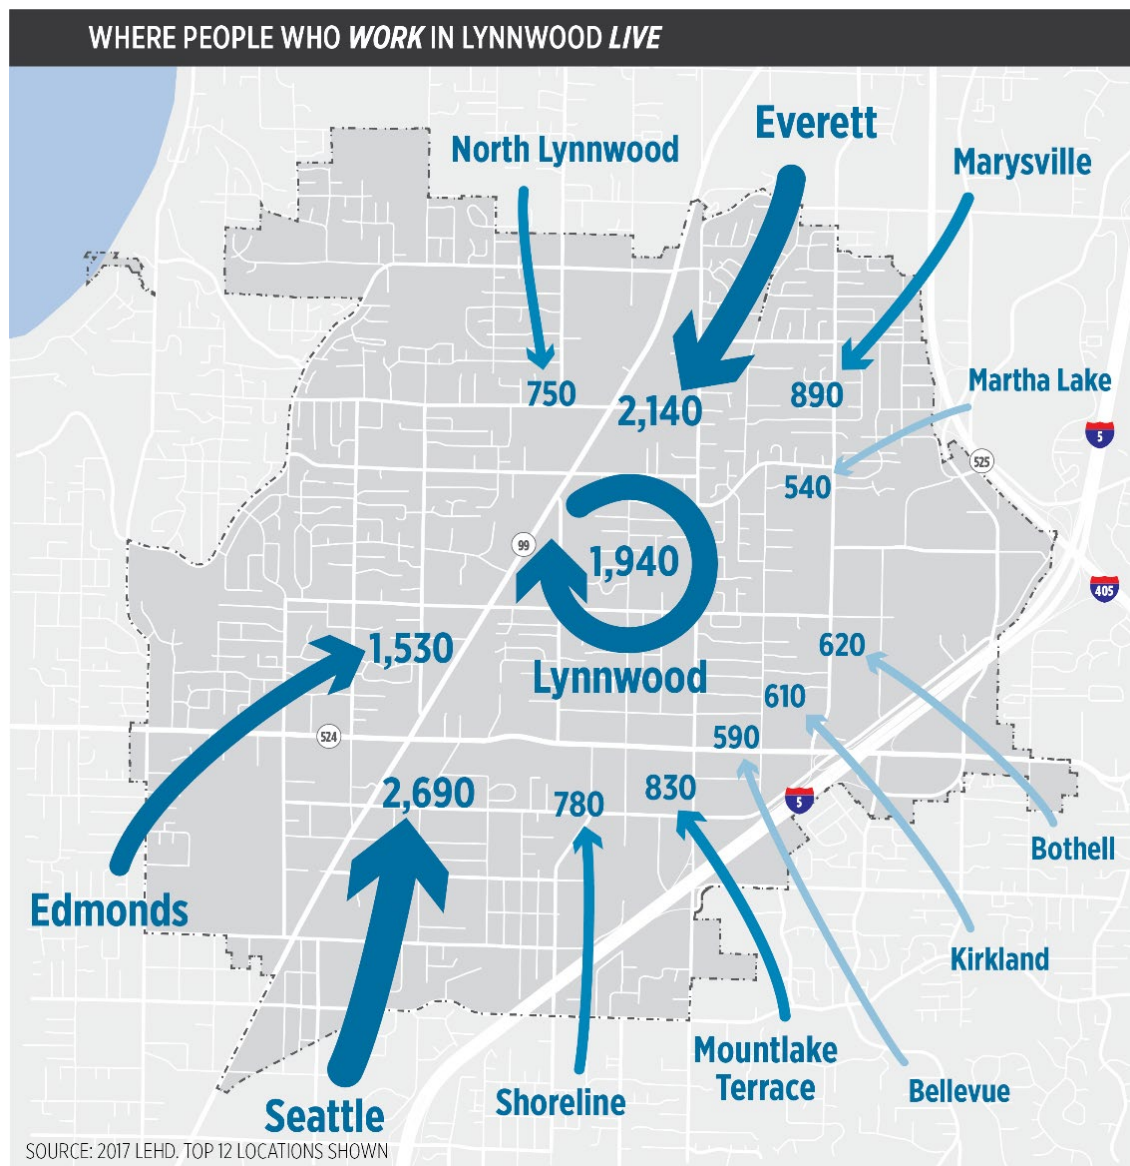 WHERE PEOPLE WHO WORK IN LYNNWOOD LIVE
Everett
North Lynnwood
Marysville
Martha Lake
750
2,140
890
5
525
540
99
1,940
405
1,530
620
Lynnwood
610
524
590
2,690
780
830
5
Bothell
Edmonds
Kirkland
Mountlake
Terrace
Bellevue
Shoreline
Seattle
SOURCE: 2017 LEHD. TOP 12 LOCATIONS SHOWN